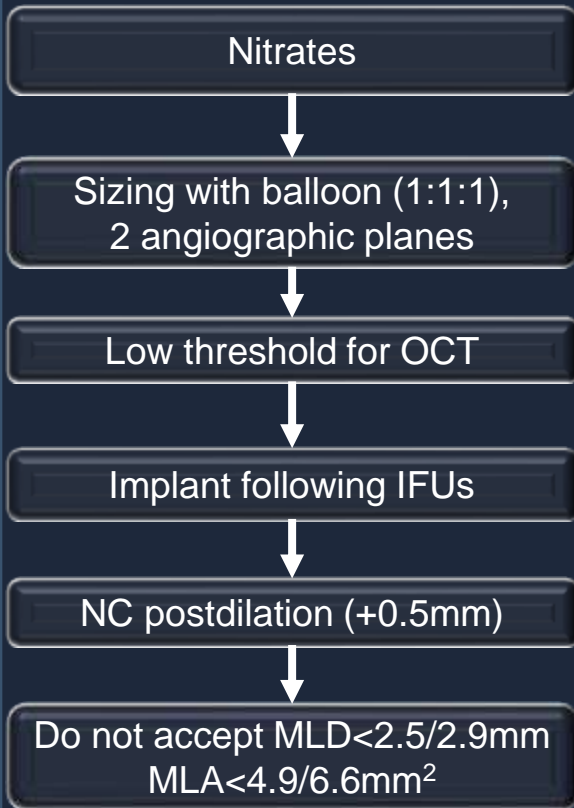 Nitrates
Sizing with balloon (1:1:1),
2 angiographic planes
Low threshold for OCT
Implant following IFUs
NC postdilation (+0.5mm)
Do not accept MLD<2.5/2.9mm
MLA<4.9/6.6mm²